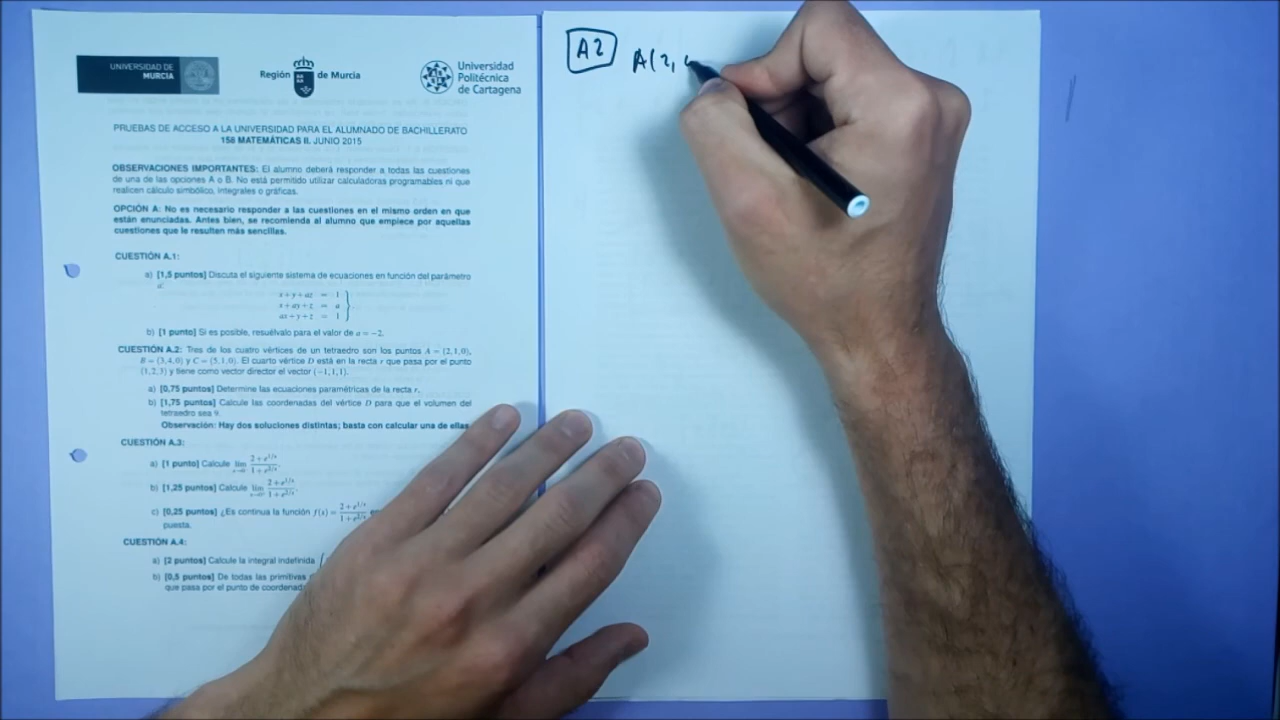 UNIVERSIDAD DE
MURCIA
Región de Murcia
Universidad
Politécnica
de Cartagena
PRUEBAS DE ACCESO A LA UNIVERSIDAD PARA EL ALUMNADO DE BACHILLERATO
158 MATEMÁTICAS II. JUNIO 2015
OBSERVACIONES IMPORTANTES: El alumno deberá responder a todas las cuestiones
de una de las opciones A o B. No está permitido utilizar calculadoras programables ni que
realicen cálculo simbólico, integrales o gráficas.
OPCIÓN A: No es necesario responder a las cuestiones en el mismo orden en que
están enunciadas. Antes bien, se recomienda al alumno que empiece por aquellas
cuestiones que le resulten más sencillas.
CUESTIÓN A.1:
a) [1,5 puntos] Discuta el siguiente sistema de ecuaciones en función del parámetro
a:
x + y + az = 1
x + ay + z = a
ax + y + z = 1
b) [1 punto] Si es posible, resuélvalo para el valor de a = −2.
CUESTIÓN A.2: Tres de los cuatro vértices de un tetraedro son los puntos A = (2,1,0),
B = (3,4,0) y C = (5,1,0). El cuarto vértice D está en la recta r que pasa por el punto
(1,2,3) y tiene como vector director el vector (−1,1,1).
a) [0,75 puntos] Determine las ecuaciones paramétricas de la recta r.
b) [1,75 puntos] Calcule las coordenadas del vértice D para que el volumen del
tetraedro sea 9.
Observación: Hay dos soluciones distintas; basta con calcular una de ellas
CUESTIÓN A.3:
a) [1 punto] Calcule lim
b) [1,25 puntos] Calcule lim
c) [0,25 puntos] ¿Es continua la función f(x) =
puesta.
CUESTIÓN A.4:
a) [2 puntos] Calcule la integral indefinida ∫
b) [0,5 puntos] De todas las primitivas
que pasa por el punto de coordenad
A2 A(2,